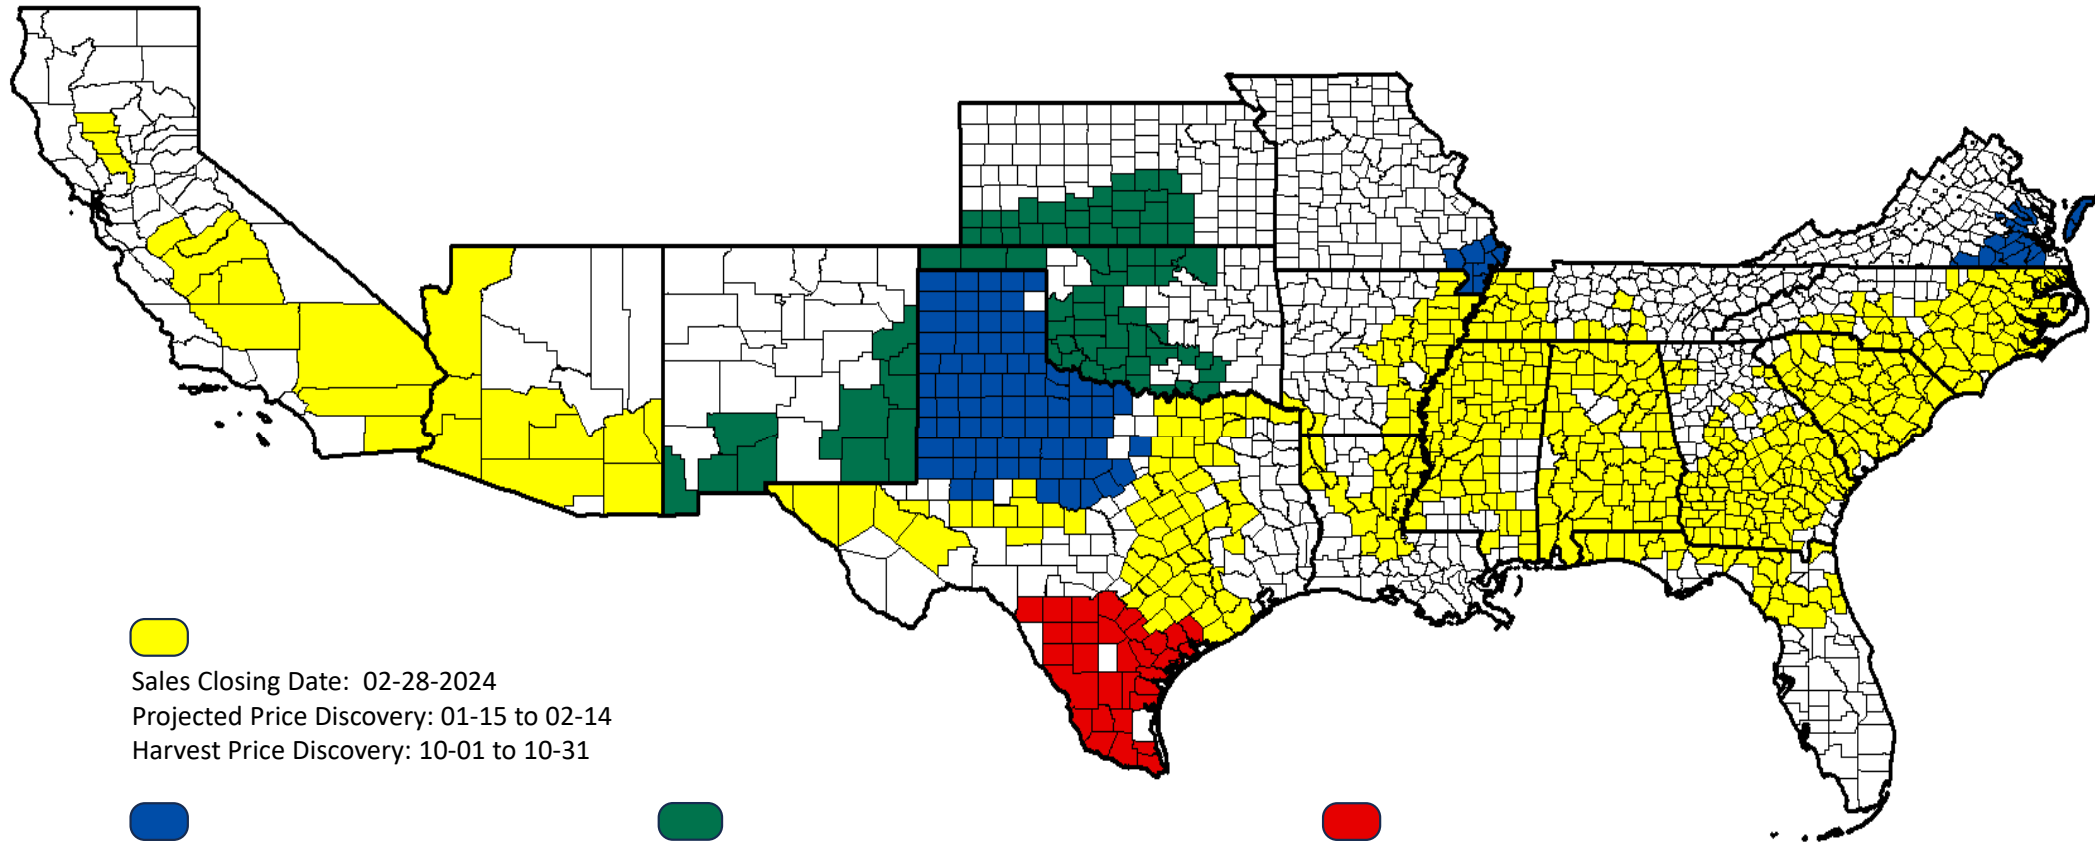 Sales Closing Date: 02-28-2024
Projected Price Discovery: 01-15 to 02-14
Harvest Price Discovery: 10-01 to 10-31